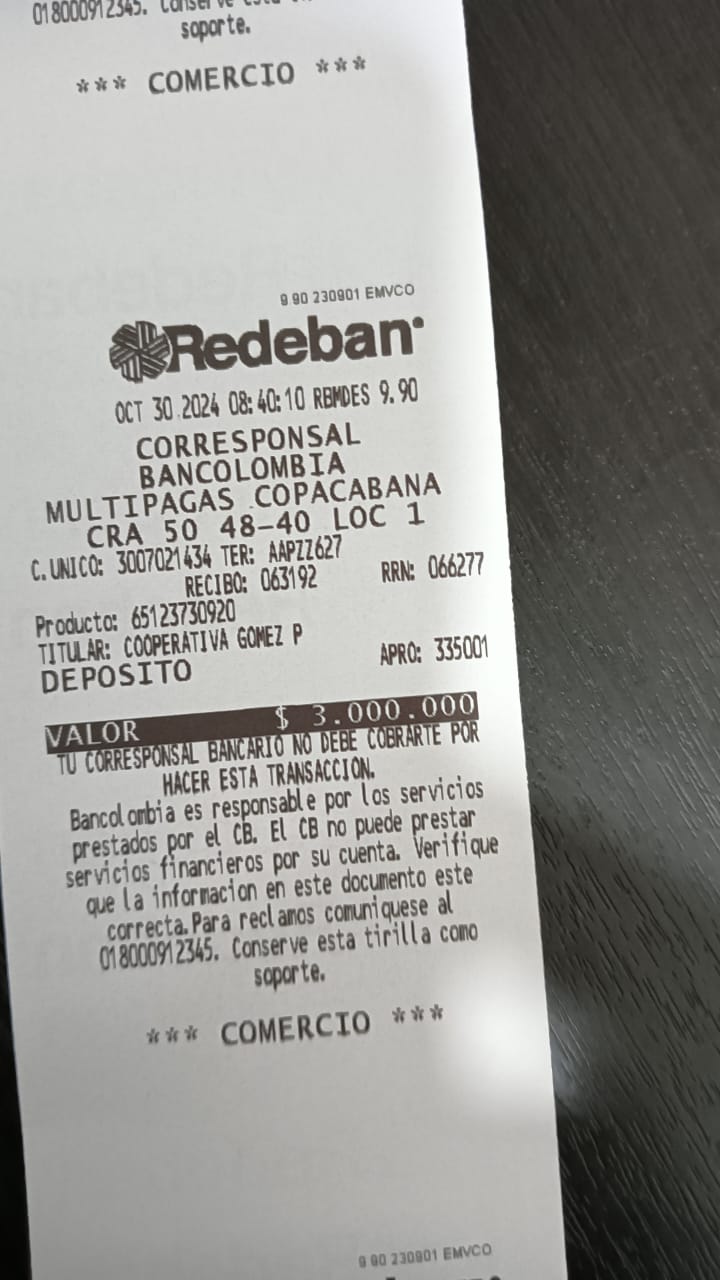 018000912345. Conserve esta
soporte.
*** COMERCIO ***
9.90 230901 EMVCO
Redeban
OCT 30 2024 08:40:10 RBMDES 9.90
CORRESPONSAL
BANCOLOMBIA
MULTIPAGAS COPACABANA
CRA 50 48-40 LOC 1
C.UNICO: 3007021434 TER: AAPZZ627
RECIBO: 063192 RRN: 066277
Producto: 65123730920
TITULAR: COOPERATIVA GOMEZ P
DEPOSITO APRO: 335001
VALOR $ 3.000.000
TU CORRESPONSAL BANCARIO NO DEBE COBRARTE POR
HACER ESTA TRANSACCION.
Bancolombia es responsable por los servicios
prestados por el CB. El CB no puede prestar
servicios financieros por su cuenta. Verifique
que la informacion en este documento este
correcta.Para reclamos comuniquese al
018000912345. Conserve esta tirilla como
soporte.
*** COMERCIO ***
9.90 230901 EMVCO